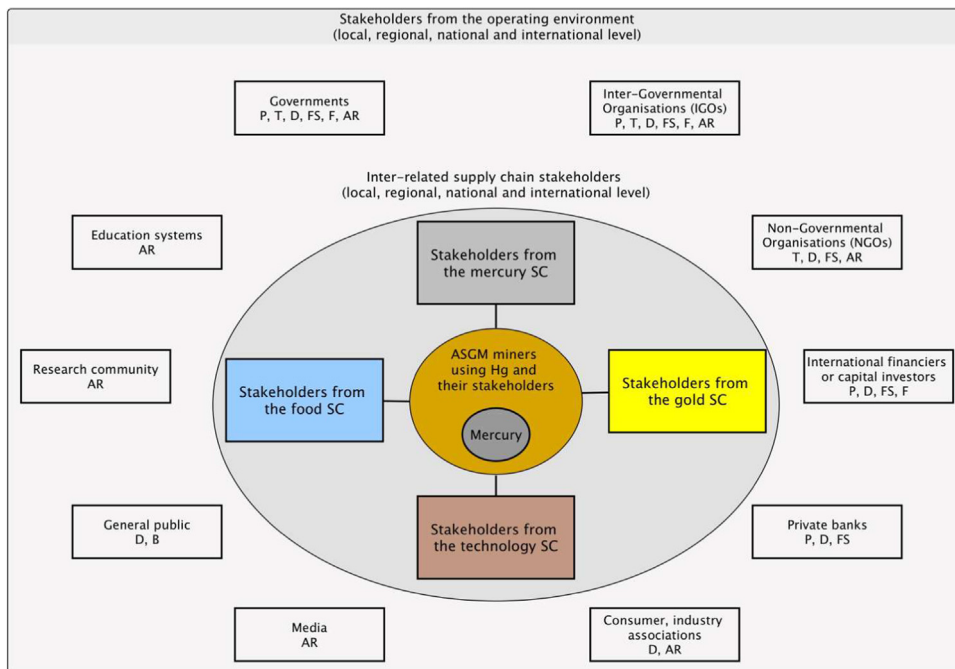 Stakeholders from the operating environment
(local, regional, national and international level)
Governments
P, T, D, FS, F, AR
Inter-Governmental
Organisations (IGOs)
P, T, D, FS, F, AR
Inter-related supply chain stakeholders
(local, regional, national and international level)
Education systems
AR
Stakeholders from
the mercury SC
Non-Governmental
Organisations (NGOs)
T, D, FS, AR
Research community
AR
Stakeholders from
the food SC
ASGM miners
using Hg and
their stakeholders
Mercury
Stakeholders from
the gold SC
International financiers
or capital investors
P, D, FS, F
General public
D, B
Stakeholders from
the technology SC
Private banks
P, D, FS
Media
AR
Consumer, industry
associations
D, AR